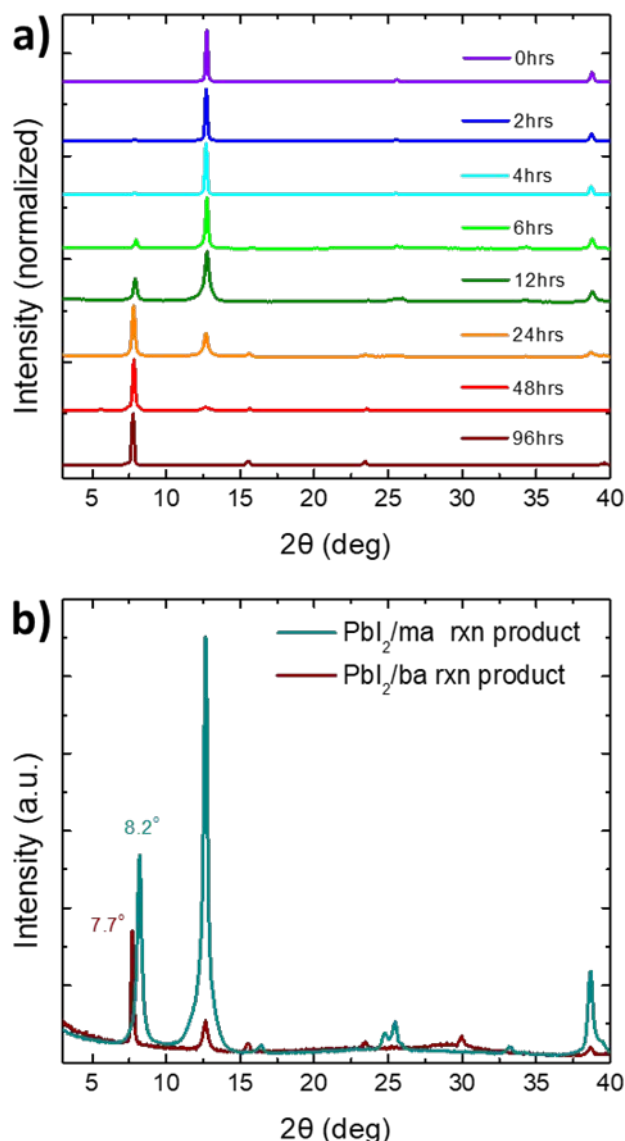 a)
Intensity (normalized)
0hrs
2hrs
4hrs
6hrs
12hrs
24hrs
48hrs
96hrs
5 10 15 20 25 30 35 40
2θ (deg)
b)
Intensity (a.u.)
PbI₂/ma rxn product
PbI₂/ba rxn product
8.2°
7.7°
5 10 15 20 25 30 35 40
2θ (deg)